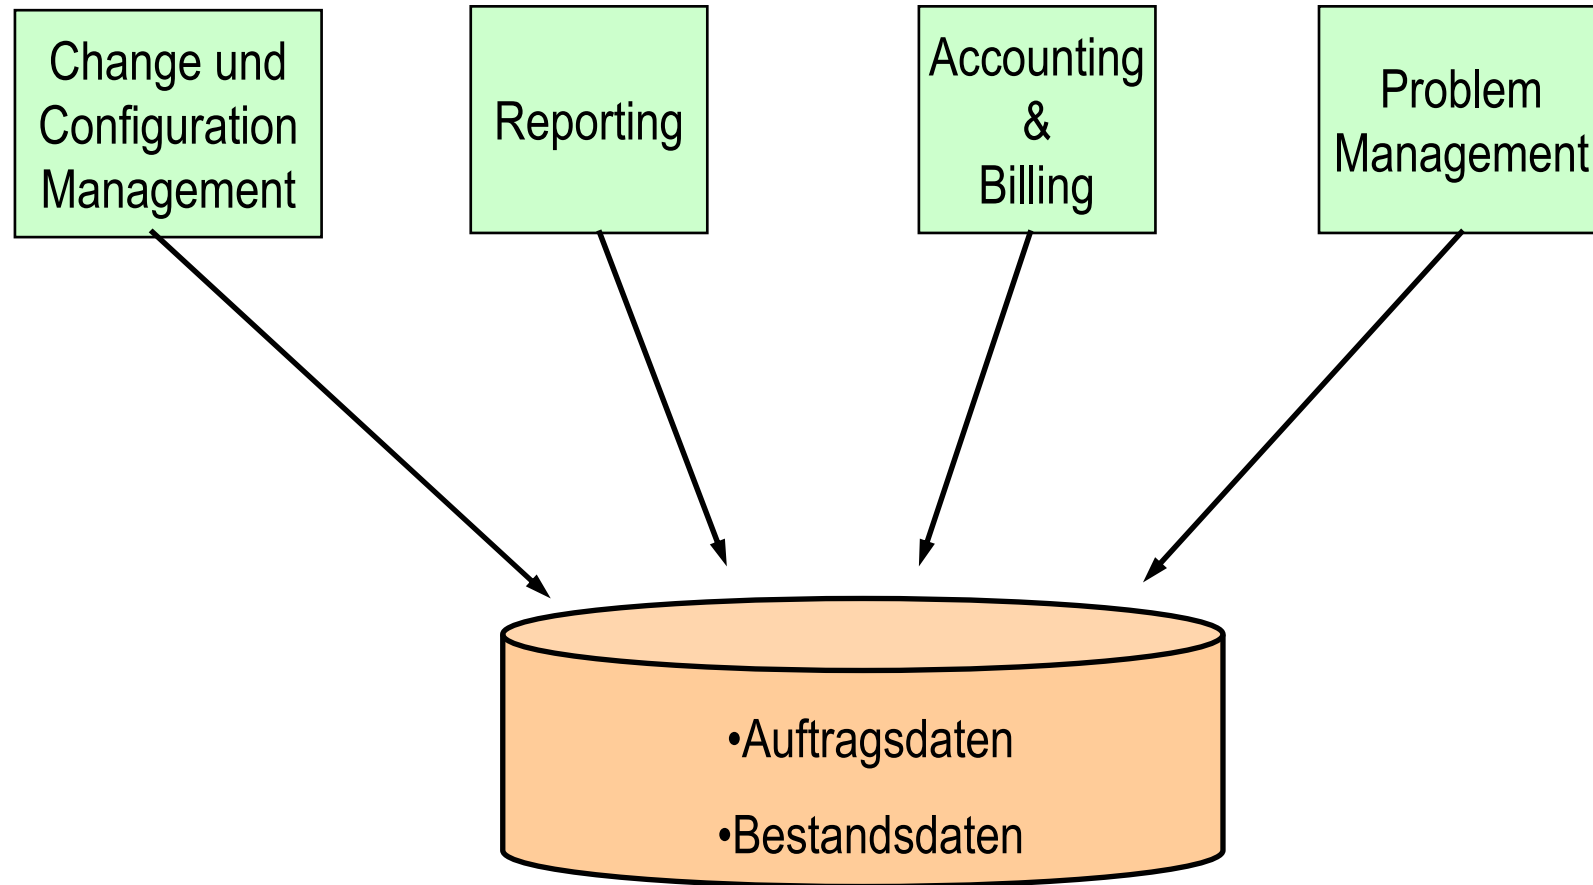 Change und
Configuration
Management
Reporting
Accounting
&
Billing
Problem
Management
•Auftragsdaten
•Bestandsdaten